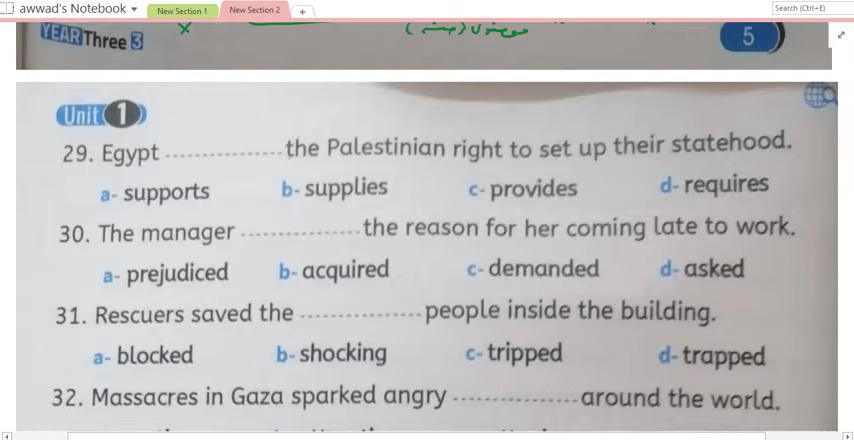 awwad's Notebook
New Section 1
New Section 2
Search (Ctrl+E)
YEAR Three 3
5
Unit 1
29. Egypt .............. the Palestinian right to set up their statehood.
a- supports b- supplies c- provides d- requires
30. The manager .............. the reason for her coming late to work.
a- prejudiced b- acquired c- demanded d- asked
31. Rescuers saved the .............. people inside the building.
a- blocked b- shocking c- tripped d- trapped
32. Massacres in Gaza sparked angry .............. around the world.